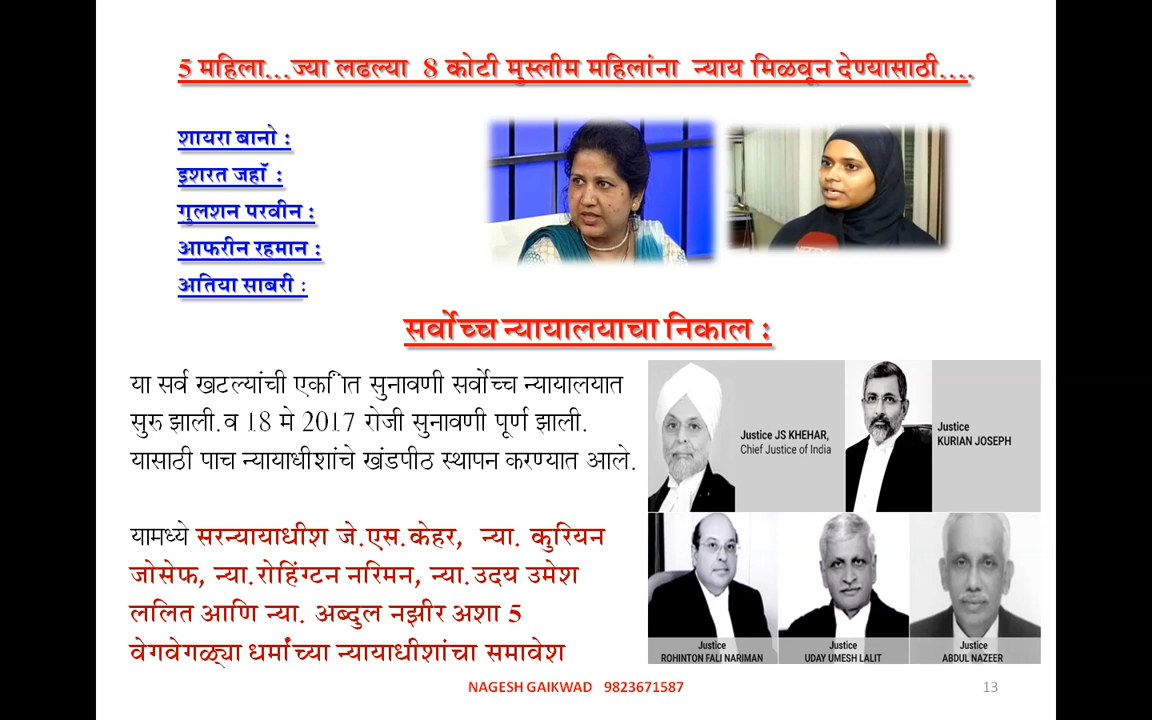 5 महिला...ज्या लढल्या 8 कोटी मुस्लीम महिलांना न्याय मिळवून देण्यासाठी....
शायरा बानो :
इशरत जहाँ :
गुलशन परवीन :
आफरीन रहमान :
अतिया साबरी :
सर्वोच्च न्यायालयाचा निकाल :
या सर्व खटल्यांची सुनावणी सर्वोच्च न्यायालयात
सुरू झाली.व 18 मे 2017 रोजी सुनावणी पूर्ण झाली.
यासाठी पाच न्यायाधीशांचे खंडपीठ स्थापन करण्यात आले.
यामध्ये सरन्यायाधीश जे.एस.केहर, न्या. कुरियन
जोसेफ, न्या.रोहिंग्टन नरिमन, न्या.उदय उमेश
ललित आणि न्या. अब्दुल नझीर अशा 5
वेगवेगळ्या धर्मांच्या न्यायाधीशांचा समावेश
Justice JS KHEHAR,
Chief Justice of India
Justice
KURIAN JOSEPH
Justice
ROHINTON FALI NARIMAN
Justice
UDAY UMESH LALIT
Justice
ABDUL NAZEER
NAGESH GAIKWAD 9823671587
13